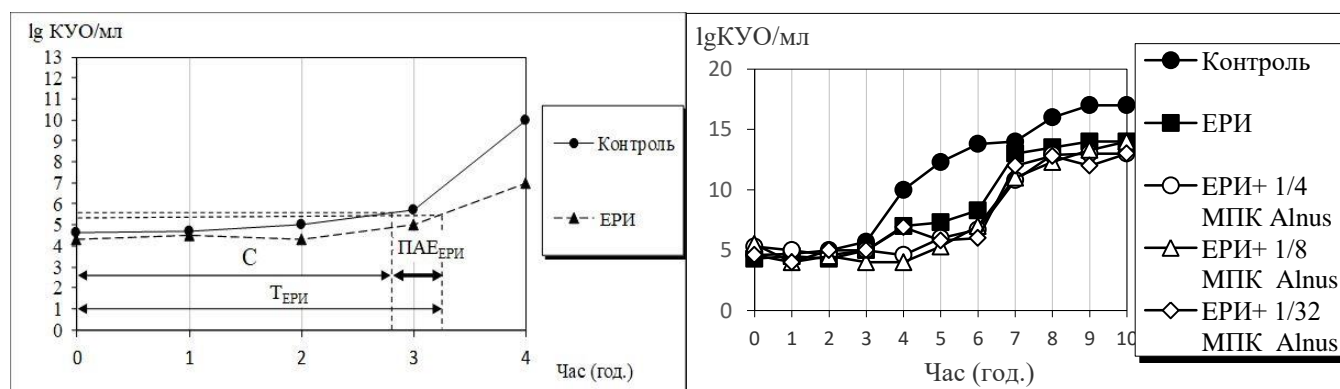 lg КУО/мл
13
12
11
10
9
8
7
6
5
4
3
2
1
0
С
ПАЕЕРИ
ТЕРИ
0 1 2 3 4
Час (год.)
Контроль
ЕРИ
lgКУО/мл
20
15
10
5
0
0 1 2 3 4 5 6 7 8 9 10
Час (год.)
Контроль
ЕРИ
ЕРИ+ 1/4
МПК Alnus
ЕРИ+ 1/8
МПК Alnus
ЕРИ+ 1/32
МПК Alnus